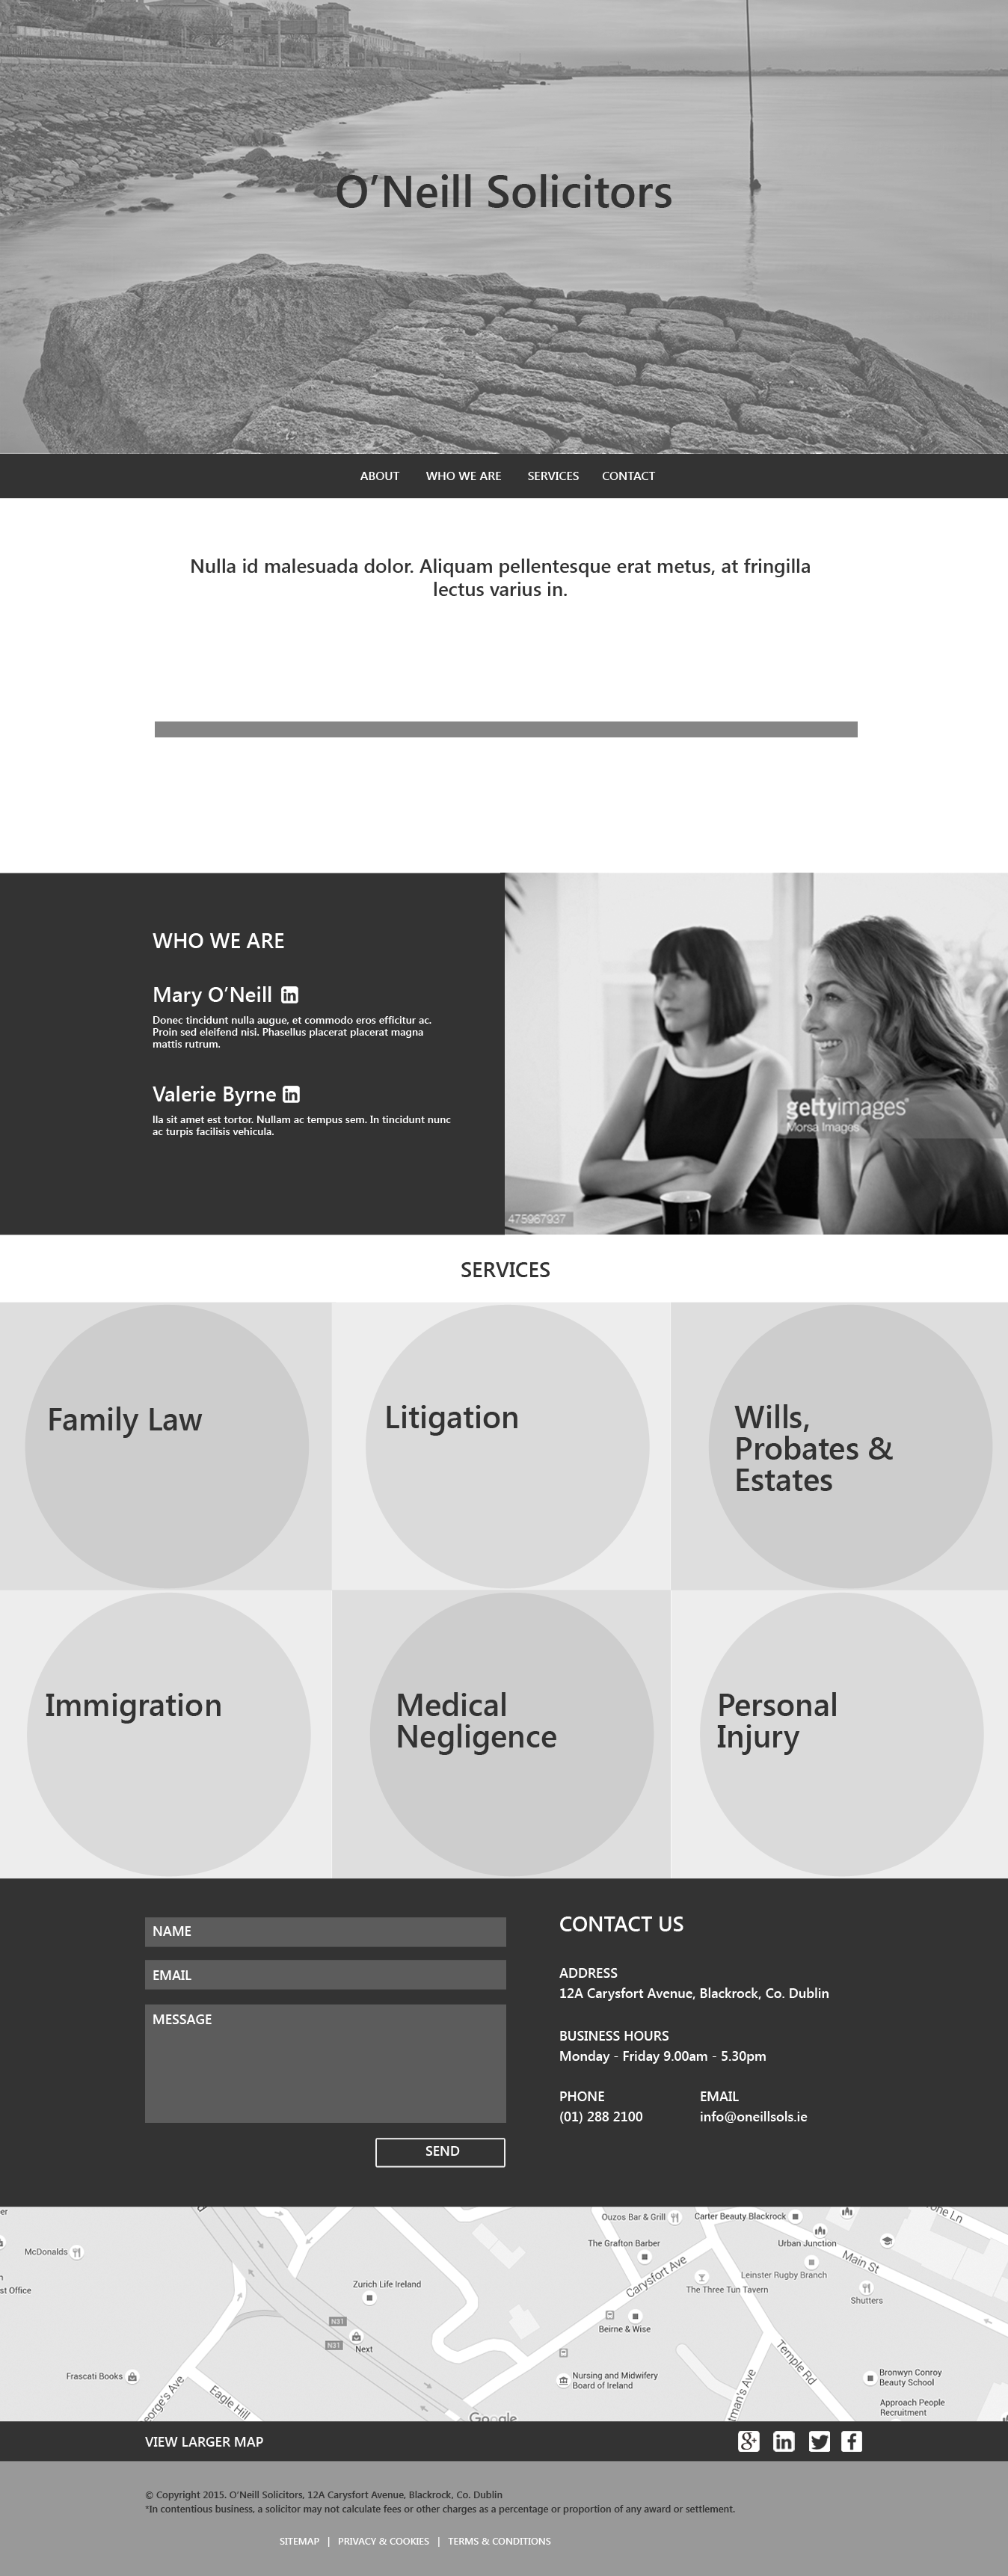 O’Neill Solicitors
ABOUT WHO WE ARE SERVICES CONTACT
Nulla id malesuada dolor. Aliquam pellentesque erat metus, at fringilla
lectus varius in.
WHO WE ARE
Mary O’Neill in
Donec tincidunt nulla augue, et commodo eros efficitur ac.
Proin sed eleifend nisi. Phasellus placerat placerat magna
mattis rutrum.
Valerie Byrne in
lla sit amet est tortor. Nullam ac tempus sem. In tincidunt nunc
ac turpis facilisis vehicula.
gettyimages®
Morsa Images
475967937
SERVICES
Family Law
Litigation
Wills,
Probates &
Estates
Immigration
Medical
Negligence
Personal
Injury
NAME
EMAIL
MESSAGE
SEND
CONTACT US
ADDRESS
12A Carysfort Avenue, Blackrock, Co. Dublin
BUSINESS HOURS
Monday - Friday 9.00am - 5.30pm
PHONE
(01) 288 2100
EMAIL
info@oneillsols.ie
McDonalds
st Office
Zurich Life Ireland
N31
N31
Next
Frascati Books
eorge's Ave
Eagle Hill
Ouzos Bar & Grill
Carter Beauty Blackrock
The Grafton Barber
Urban Junction
Main St
Carysfort Ave
Leinster Rugby Branch
The Three Tun Tavern
Shutters
Beirne & Wise
Temple Rd
Nursing and Midwifery
Board of Ireland
tman's Ave
Bronwyn Conroy
Beauty School
Approach People
Recruitment
Google
VIEW LARGER MAP
g+ in f
© Copyright 2015. O’Neill Solicitors, 12A Carysfort Avenue, Blackrock, Co. Dublin
*In contentious business, a solicitor may not calculate fees or other charges as a percentage or proportion of any award or settlement.
SITEMAP | PRIVACY & COOKIES | TERMS & CONDITIONS